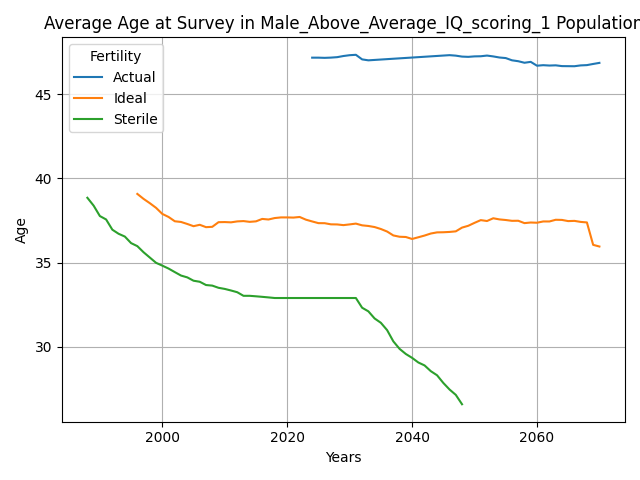 Average Age at Survey in Male_Above_Average_IQ_scoring_1 Population
Fertility
Actual
Ideal
Sterile
Age
45
40
35
30
2000
2020
2040
2060
Years